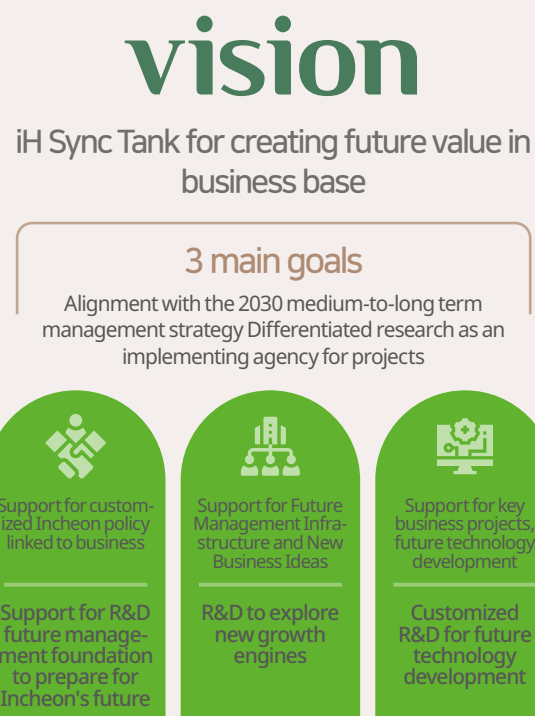 vision
iH Sync Tank for creating future value in
business base
3 main goals
Alignment with the 2030 medium-to-long term
management strategy Differentiated research as an
implementing agency for projects
Support for custom-
ized Incheon policy
linked to business
Support for R&D
future manage-
ment foundation
to prepare for
Incheon's future
Support for Future
Management Infra-
structure and New
Business Ideas
R&D to explore
new growth
engines
Support for key
business projects,
future technology
development
Customized
R&D for future
technology
development